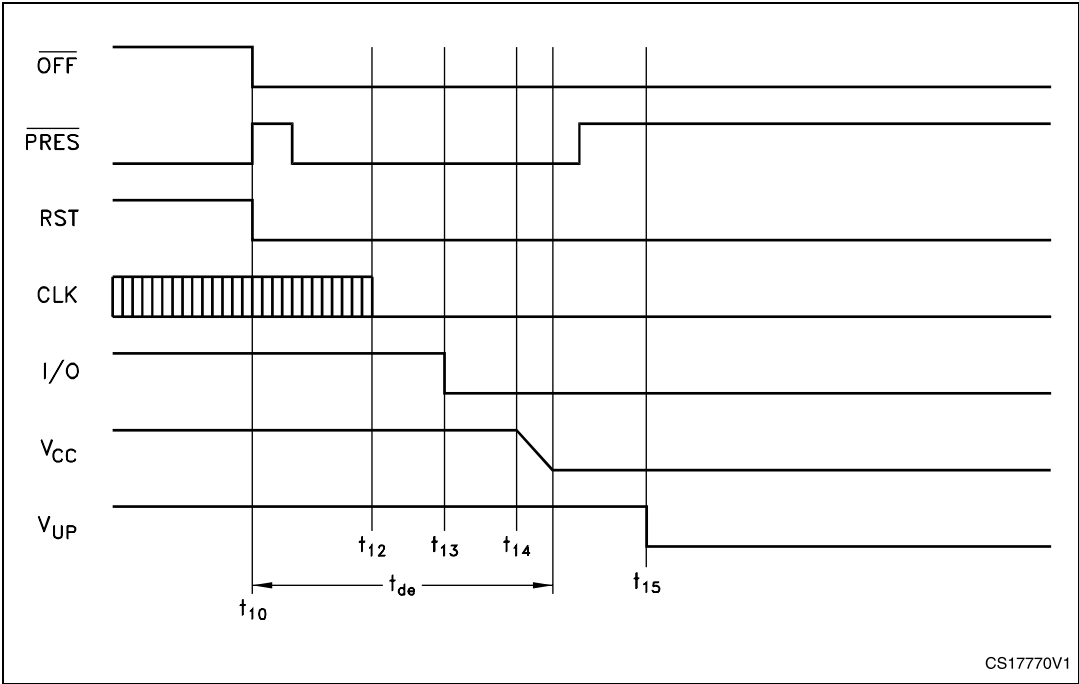 OFF
PRES
RST
CLK
I/O
VCC
VUP
t12 t13 t14
tde
t15
t10
CS17770V1